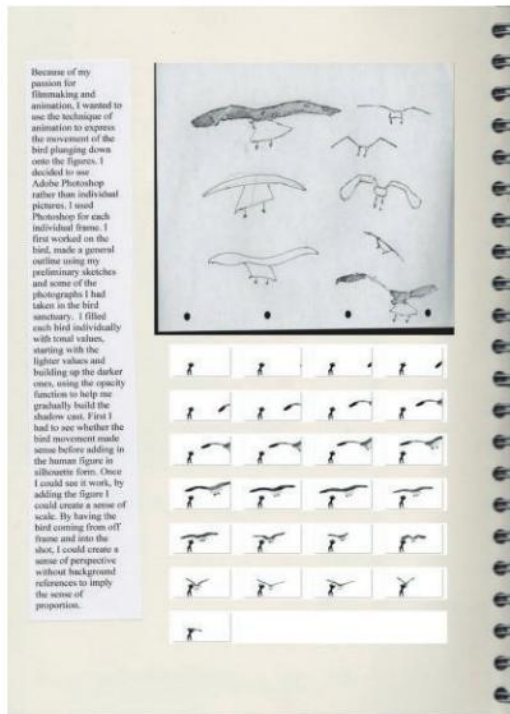 Because of my
passion for
filmmaking and
animation, I wanted to
use the technique of
animation to express
the movement of the
bird plunging down
onto the figures. I
decided to use
Adobe Photoshop
rather than individual
pictures. I used
Photoshop for each
individual frame. I
first worked on the
bird, made a general
outline using my
preliminary sketches
and some of the
photographs I had
taken in the bird
sanctuary. I filled
each bird individually
with tonal values,
starting with the
lighter values and
building up the darker
ones, using the opacity
function to help me
gradually build the
shadow cast. First I
had to see whether the
bird movement made
sense before adding in
the human figure in
silhouette form. Once
I could see it work, by
adding the figure I
could create a sense of
scale. By having the
bird coming from off
frame and into the
shot, I could create a
sense of perspective
without background
references to imply
the sense of
proportion.